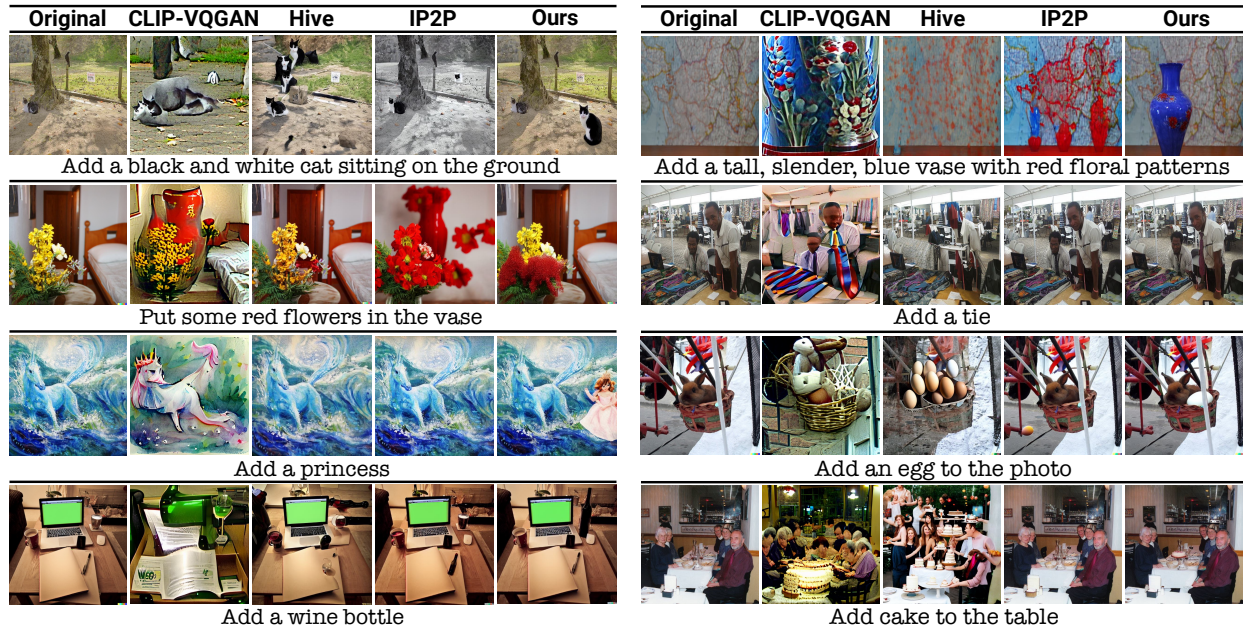 Original CLIP-VQGAN Hive IP2P Ours
Add a black and white cat sitting on the ground
Put some red flowers in the vase
Add a princess
Add a wine bottle
Original CLIP-VQGAN Hive IP2P Ours
Add a tall, slender, blue vase with red floral patterns
Add a tie
Add an egg to the photo
Add cake to the table